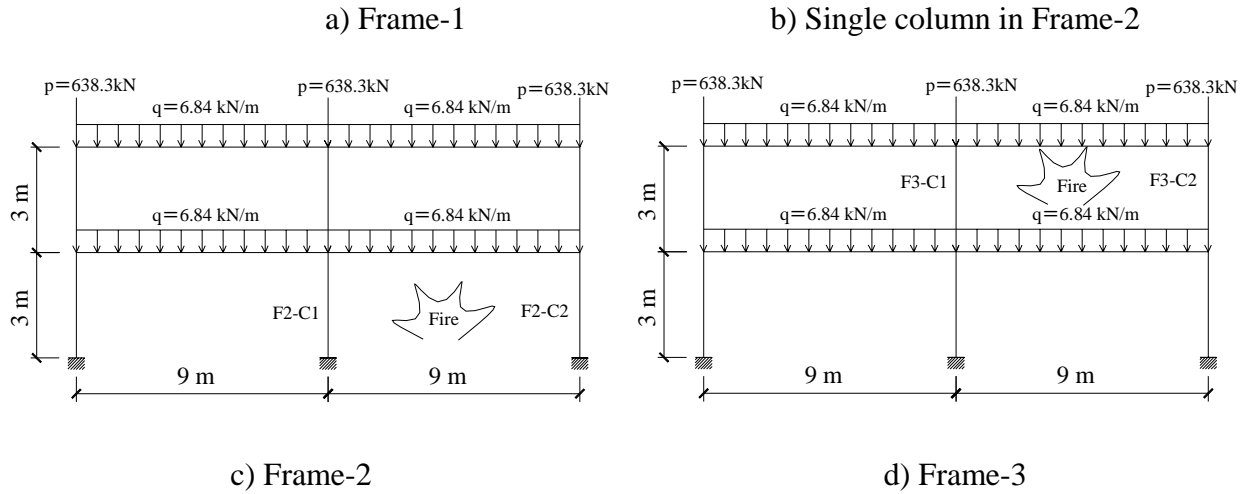 a) Frame-1
b) Single column in Frame-2
p=638.3kN p=638.3kN p=638.3kN
q=6.84 kN/m q=6.84 kN/m
3 m
q=6.84 kN/m q=6.84 kN/m
3 m
F2-C1 Fire F2-C2
9 m 9 m
p=638.3kN p=638.3kN p=638.3kN
q=6.84 kN/m q=6.84 kN/m
3 m
F3-C1 Fire F3-C2
q=6.84 kN/m q=6.84 kN/m
3 m
9 m 9 m
c) Frame-2
d) Frame-3